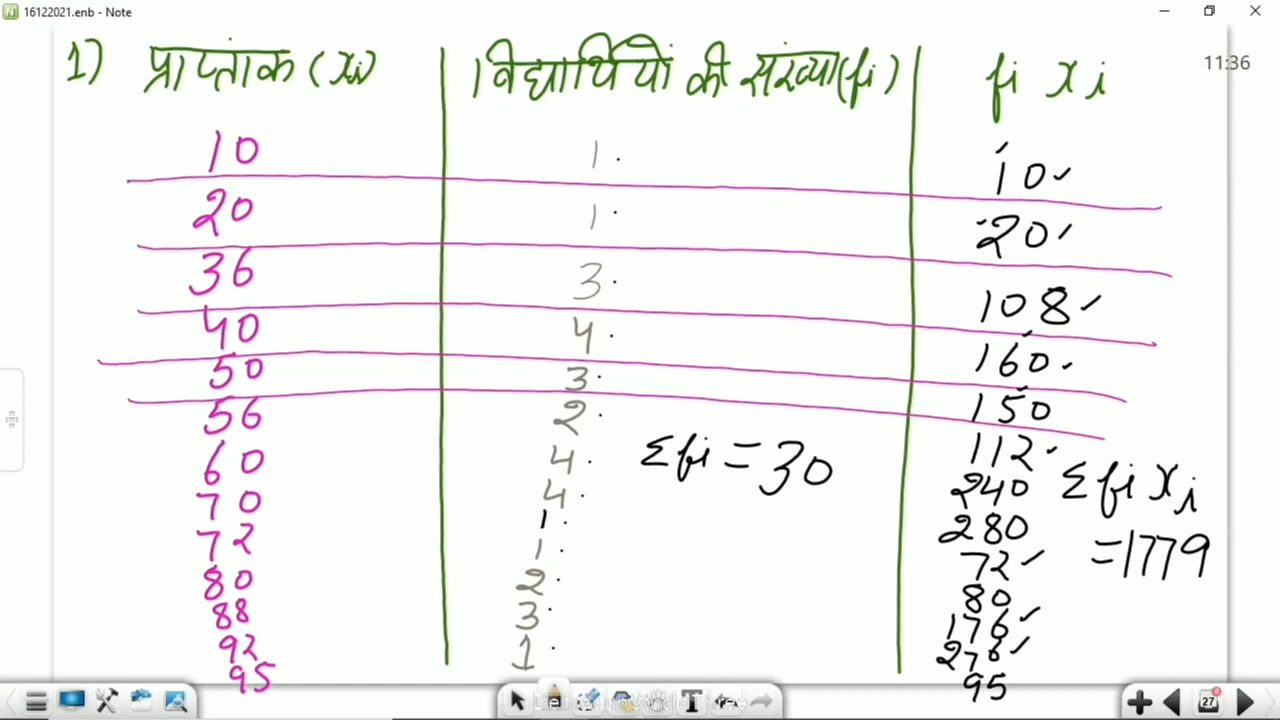 16122021.enb - Note
1) प्राप्तांक (xi) विद्यार्थियों की संख्या (fi) fi xi
11:36
10 1 10
20 1 20
36 3 108
40 4 160
50 3 150
56 2 112
60 4 240
70 4 280
72 1 72
80 1 80
88 2 176
92 3 276
95 1 95
Σfi = 30
Σfi xi
=1779
27